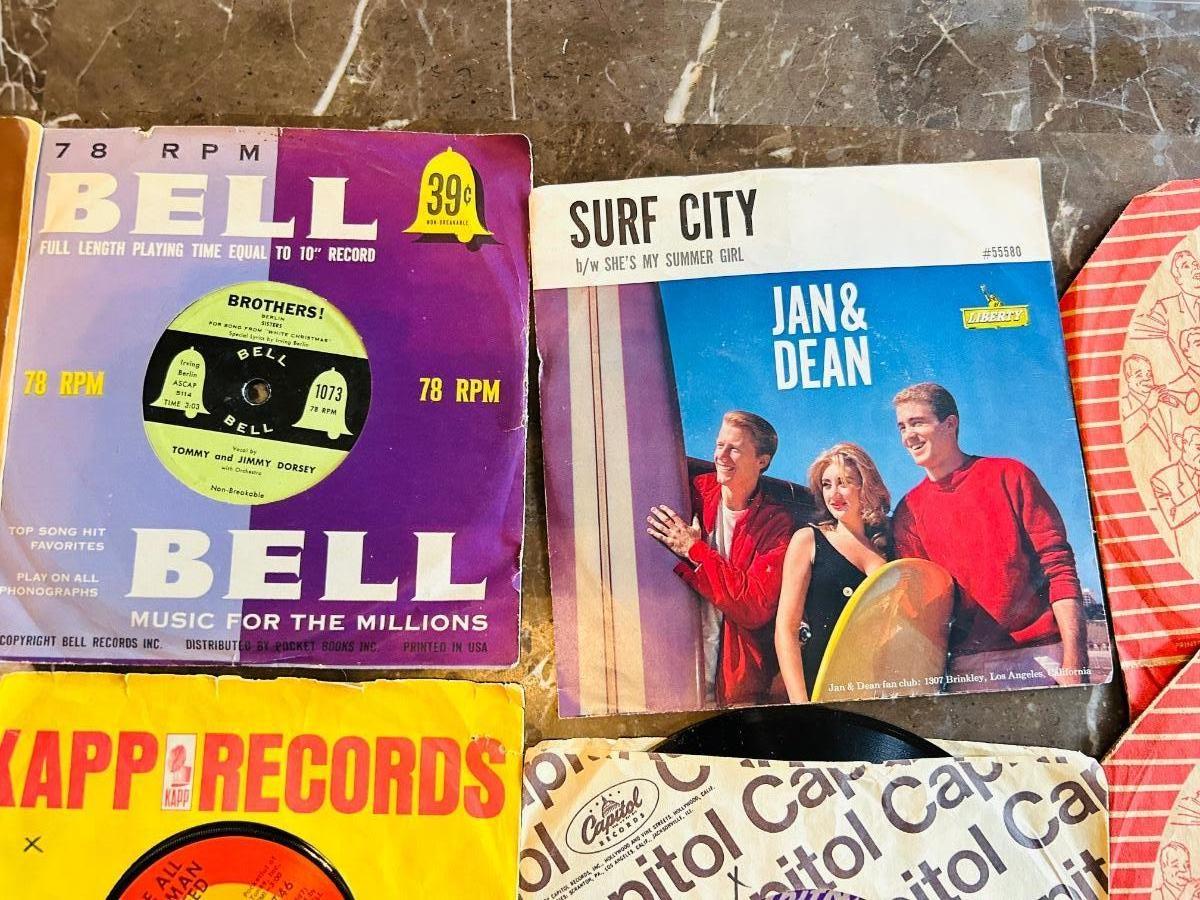 78 RPM
BELL
39¢
NON-BREAKABLE
FULL LENGTH PLAYING TIME EQUAL TO 10" RECORD
BROTHERS!
BERLIN
SISTERS
FOR SONG FROM "WHITE CHRISTMAS"
Special Lyrics by Irving Berlin
BELL
Irving
Berlin
ASCAP
B114
TIME 3:03
1073
78 RPM
BELL
Vocal by
TOMMY and JIMMY DORSEY
with Orchestra
Non-Breakable
78 RPM
78 RPM
TOP SONG HIT
FAVORITES
PLAY ON ALL
PHONOGRAPHS
BELL
MUSIC FOR THE MILLIONS
COPYRIGHT BELL RECORDS INC. DISTRIBUTED BY POCKET BOOKS INC. PRINTED IN USA
SURF CITY
b/w SHE'S MY SUMMER GIRL
#55580
JAN &
DEAN
LIBERTY
Jan & Dean fan club: 1307 Brinkley, Los Angeles, California
KAPP RECORDS
KAPP
x
ALL
MAN
Capitol
RECORDS
Capitol
Capitol